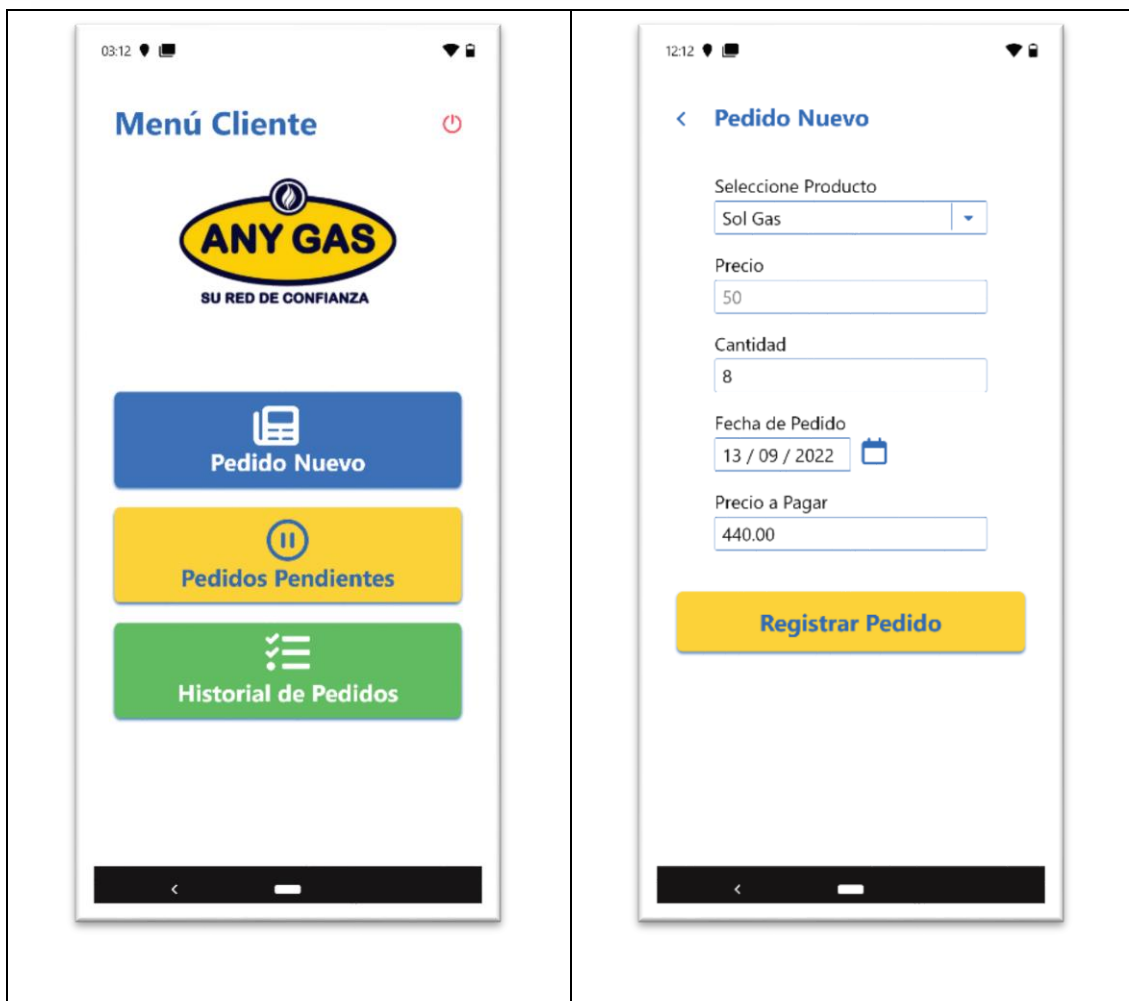 03:12
Menú Cliente
ANY GAS
SU RED DE CONFIANZA
Pedido Nuevo
Pedidos Pendientes
Historial de Pedidos
12:12
Pedido Nuevo
Seleccione Producto
Sol Gas
Precio
50
Cantidad
8
Fecha de Pedido
13 / 09 / 2022
Precio a Pagar
440.00
Registrar Pedido